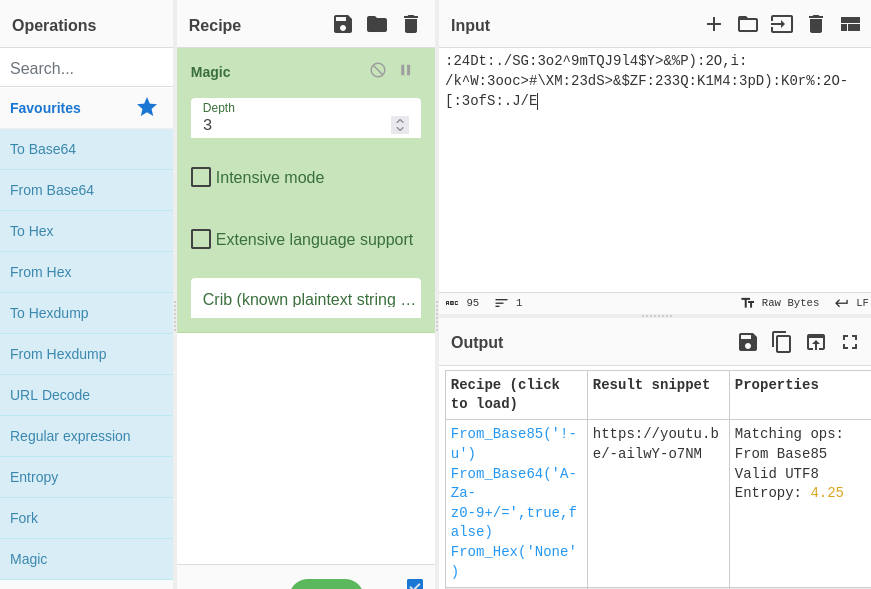 Operations
Search...
Favourites
To Base64
From Base64
To Hex
From Hex
To Hexdump
From Hexdump
URL Decode
Regular expression
Entropy
Fork
Magic
Recipe
Magic
Depth
3
Intensive mode
Extensive language support
Crib (known plaintext string …
Input
:24Dt:./SG:3o2^9mTQJ9l4$Y>&%P):2O,i:
/k^W:3ooc>#\XM:23dS>&$ZF:233Q:K1M4:3pD):K0r%:2O-
[:3ofS:.J/E
ABC 95 1 Tᴛ Raw Bytes LF
Output
Recipe (click
to load)
Result snippet
Properties
From_Base85('!-
u')
From_Base64('A-
Za-
z0-9+/=',true,f
alse)
From_Hex('None'
)
https://youtu.b
e/-ailwY-o7NM
Matching ops:
From Base85
Valid UTF8
Entropy: 4.25